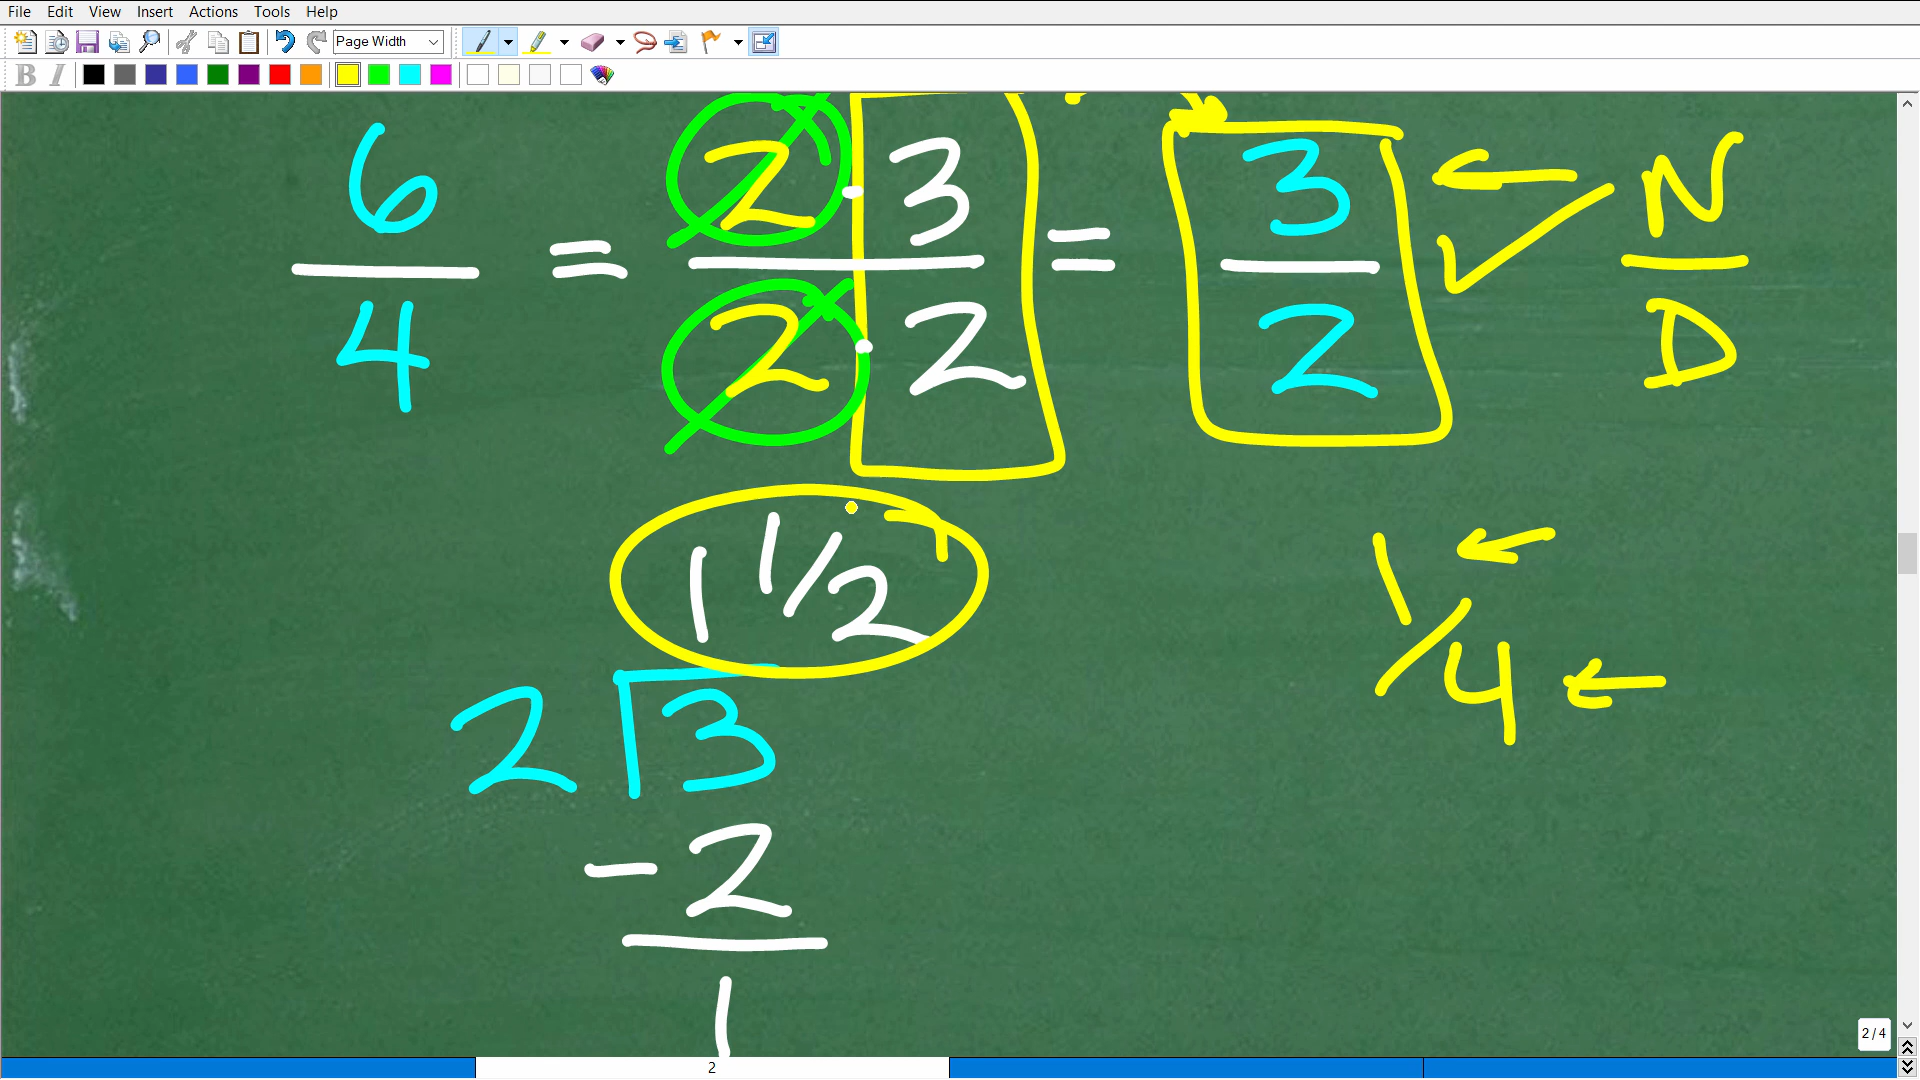 File Edit View Insert Actions Tools Help
Page Width
B I
6/4 = 2·3/2·2 = 3/2 N/D
1 1/2
1/4
2 3
- 2
1
2/4
2